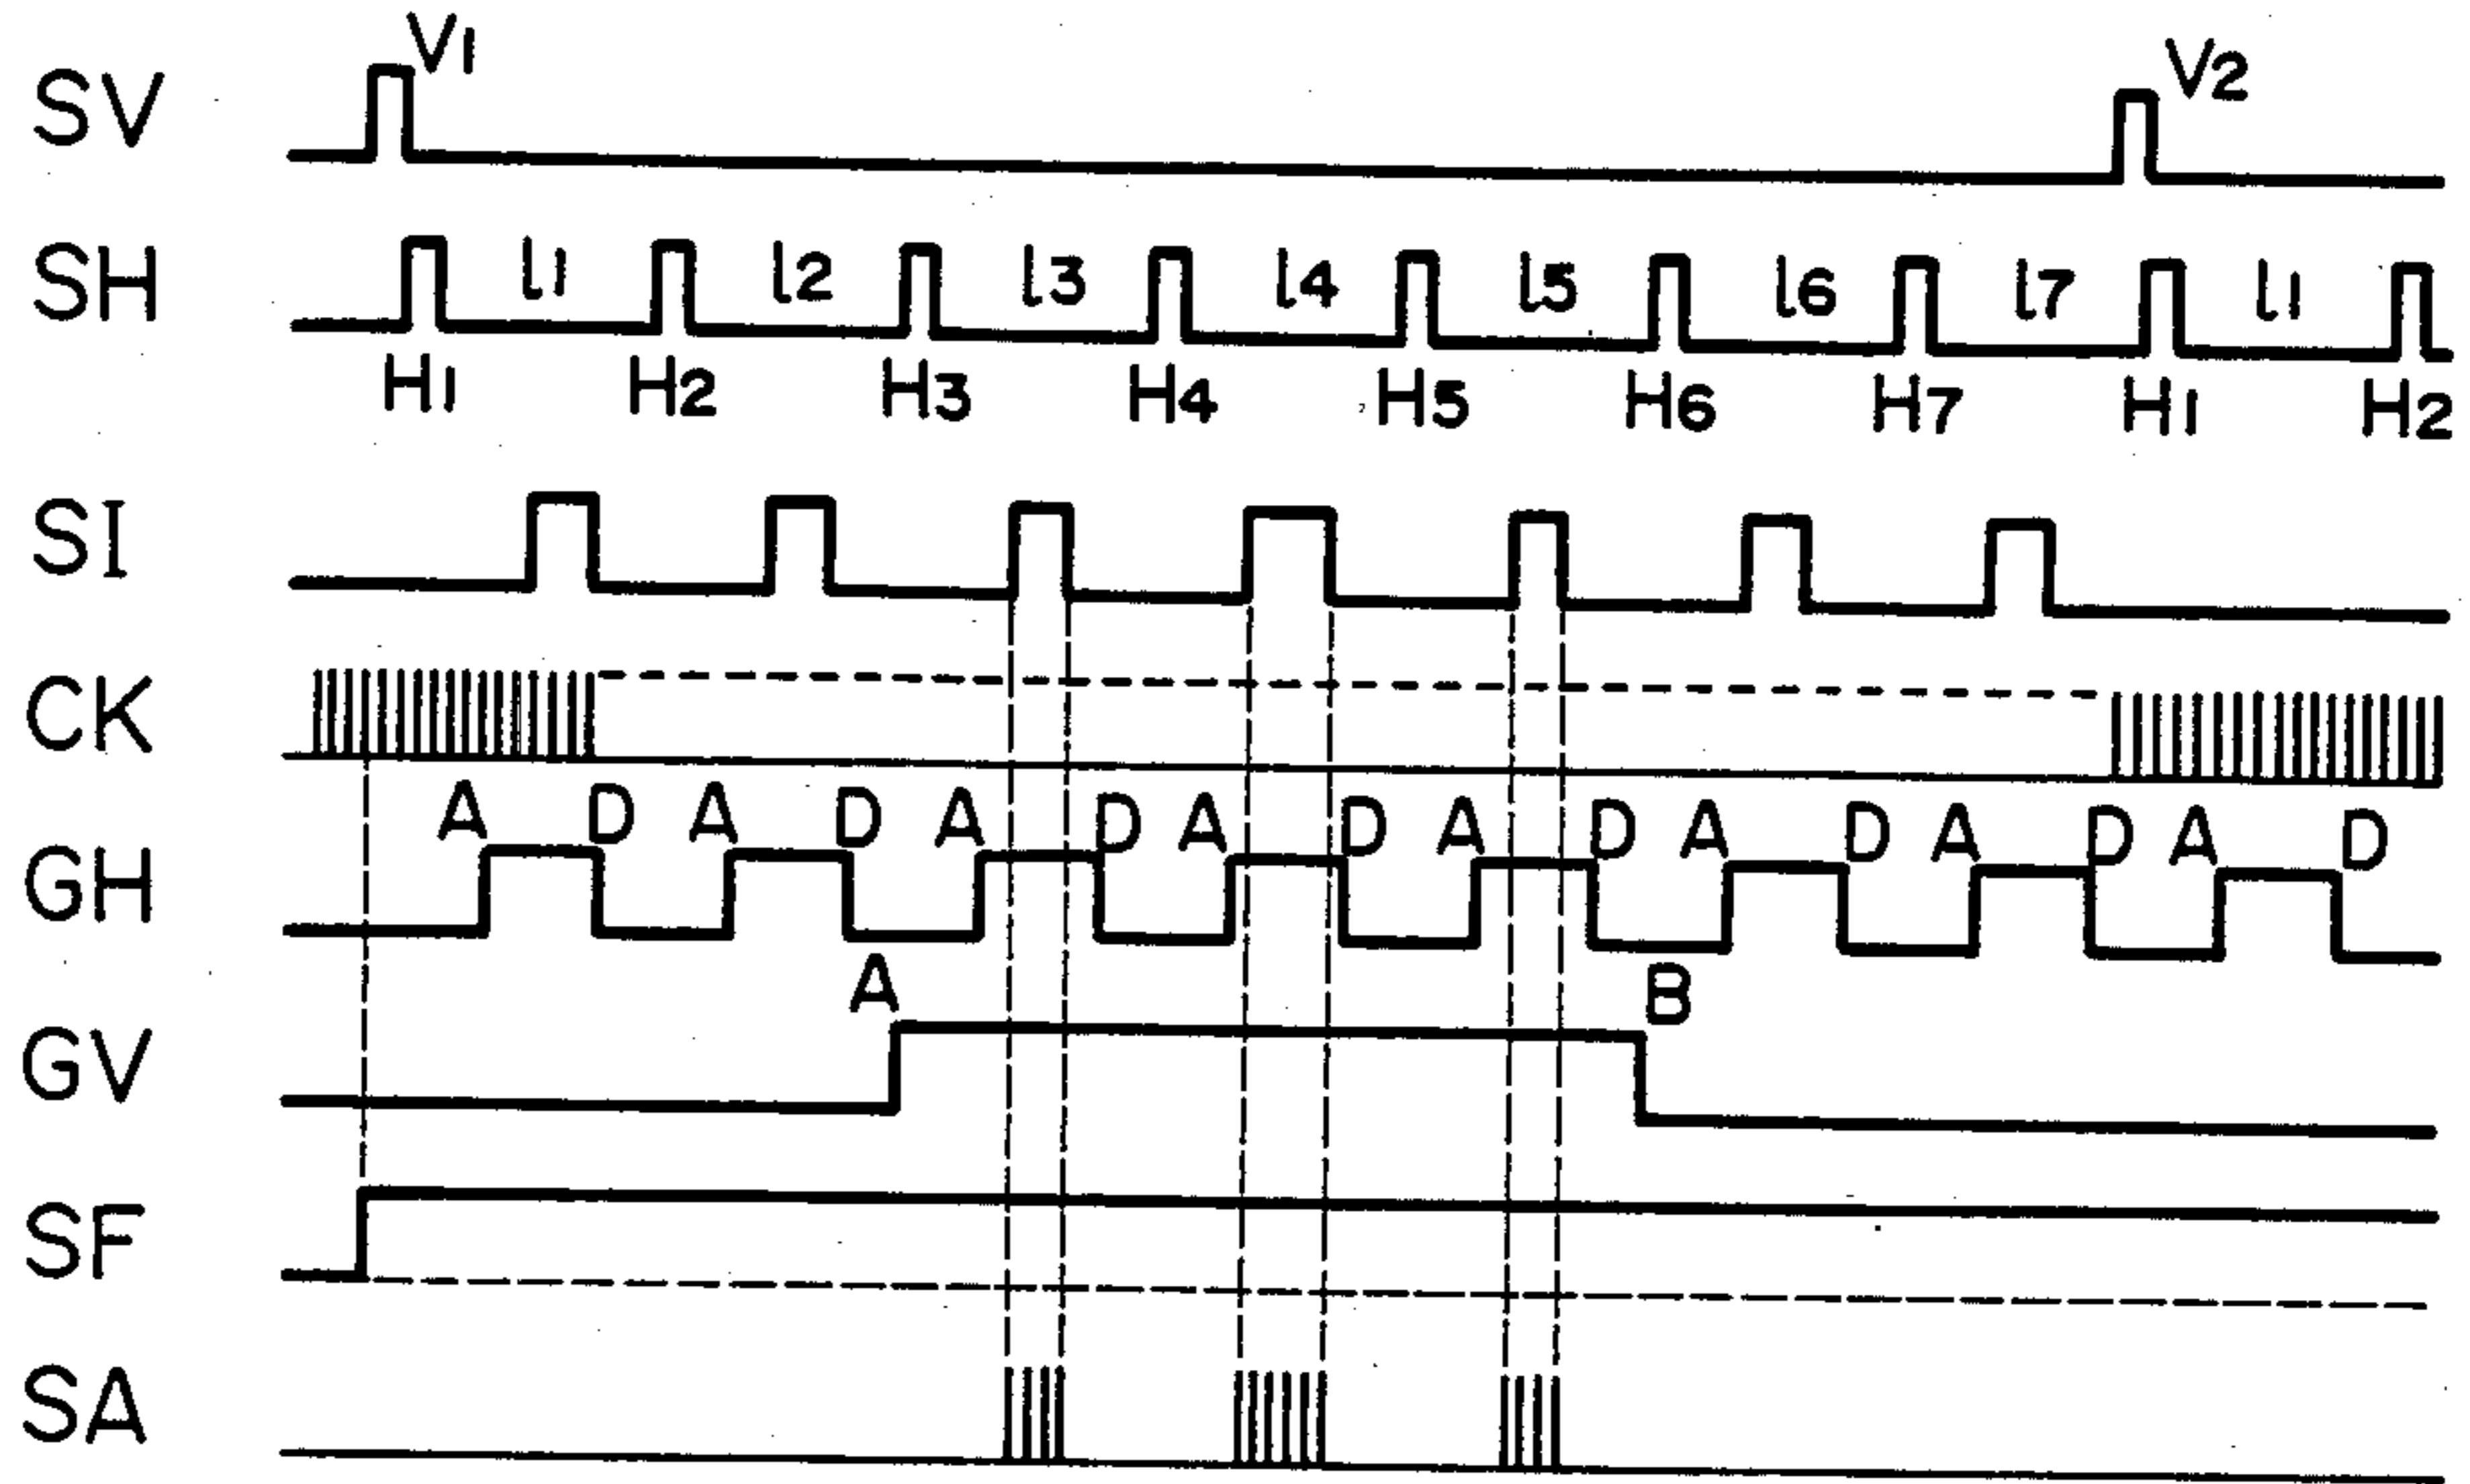 SV V1 V2
SH l1 l2 l3 l4 l5 l6 l7 l1
H1 H2 H3 H4 H5 H6 H7 H1 H2
SI
CK
A D A D A D A D A D A D A D A D
GH
A B
GV
SF
SA